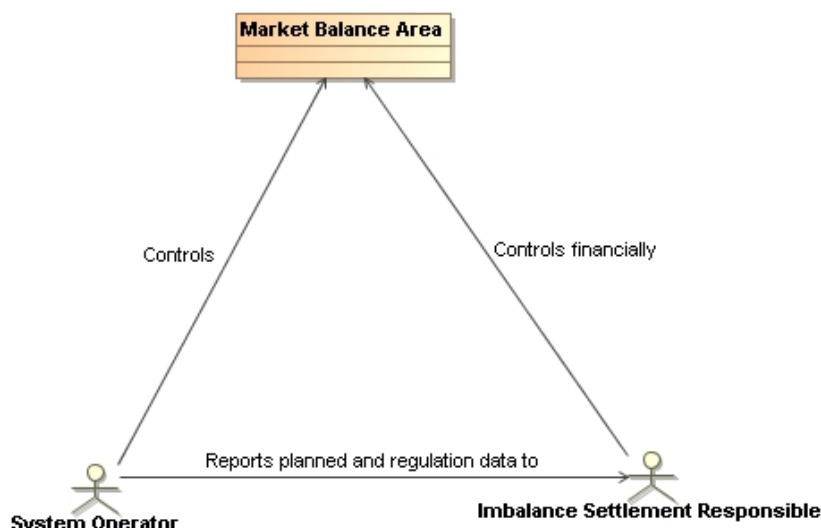 Market Balance Area
Controls
Controls financially
Reports planned and regulation data to
System Operator
Imbalance Settlement Responsible